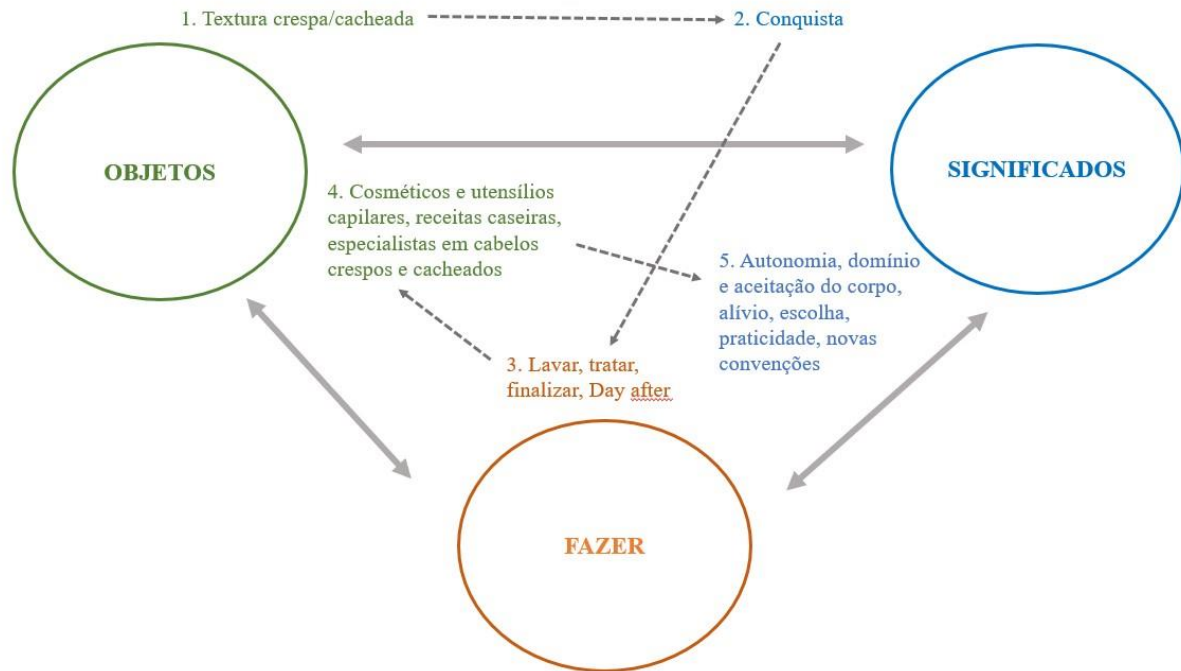 1. Textura crespa/cacheada
2. Conquista
OBJETOS
SIGNIFICADOS
4. Cosméticos e utensílios
capilares, receitas caseiras,
especialistas em cabelos
crespos e cacheados
5. Autonomia, domínio
e aceitação do corpo,
alívio, escolha,
praticidade, novas
convenções
3. Lavar, tratar,
finalizar, Day after
FAZER